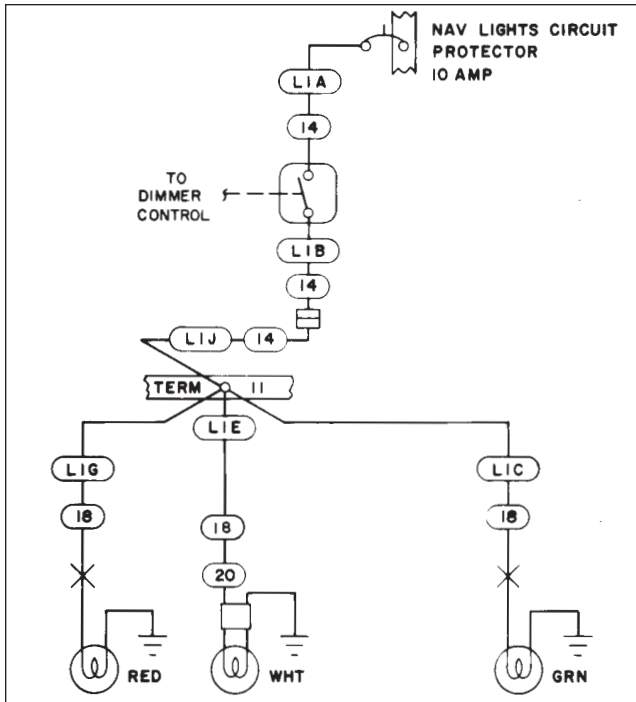 NAV LIGHTS CIRCUIT
PROTECTOR
10 AMP
L1A
14
TO
DIMMER
CONTROL
L1B
14
L1J 14
TERM 11
L1E
L1G
L1C
18
18
18
20
RED
WHT
GRN